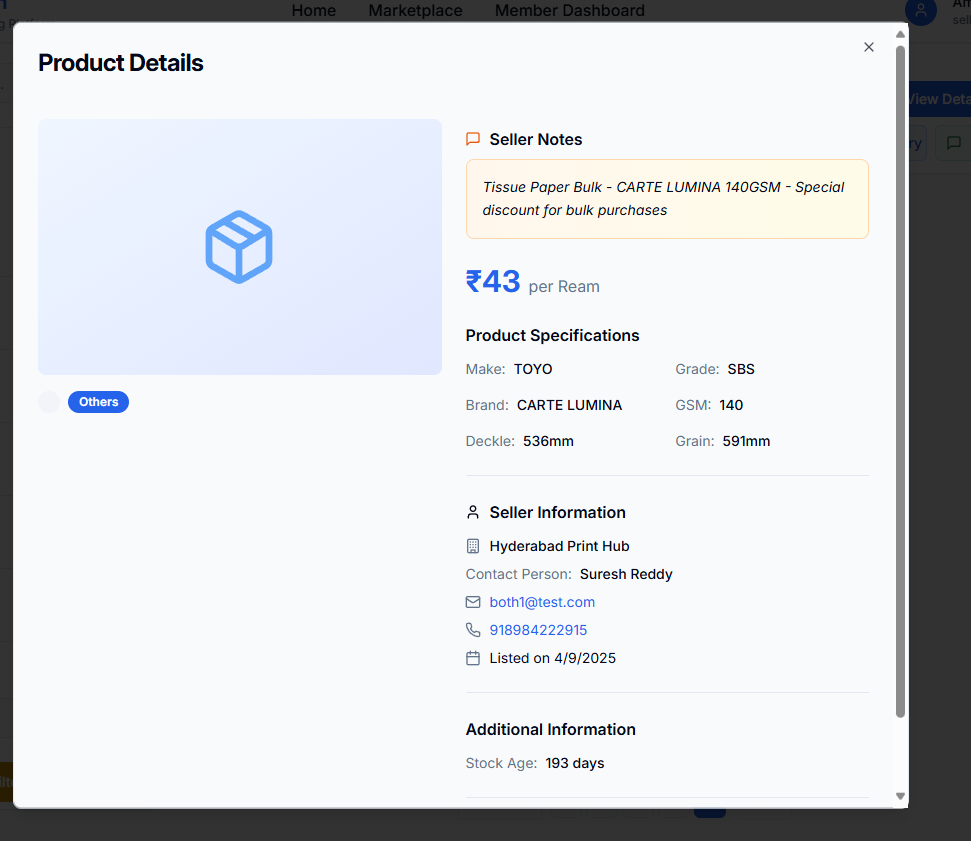 Home Marketplace Member Dashboard
Product Details
View Deta
Others
Seller Notes
Tissue Paper Bulk - CARTE LUMINA 140GSM - Special
discount for bulk purchases
₹43 per Ream
Product Specifications
Make: TOYO Grade: SBS
Brand: CARTE LUMINA GSM: 140
Deckle: 536mm Grain: 591mm
Seller Information
Hyderabad Print Hub
Contact Person: Suresh Reddy
both1@test.com
918984222915
Listed on 4/9/2025
Additional Information
Stock Age: 193 days